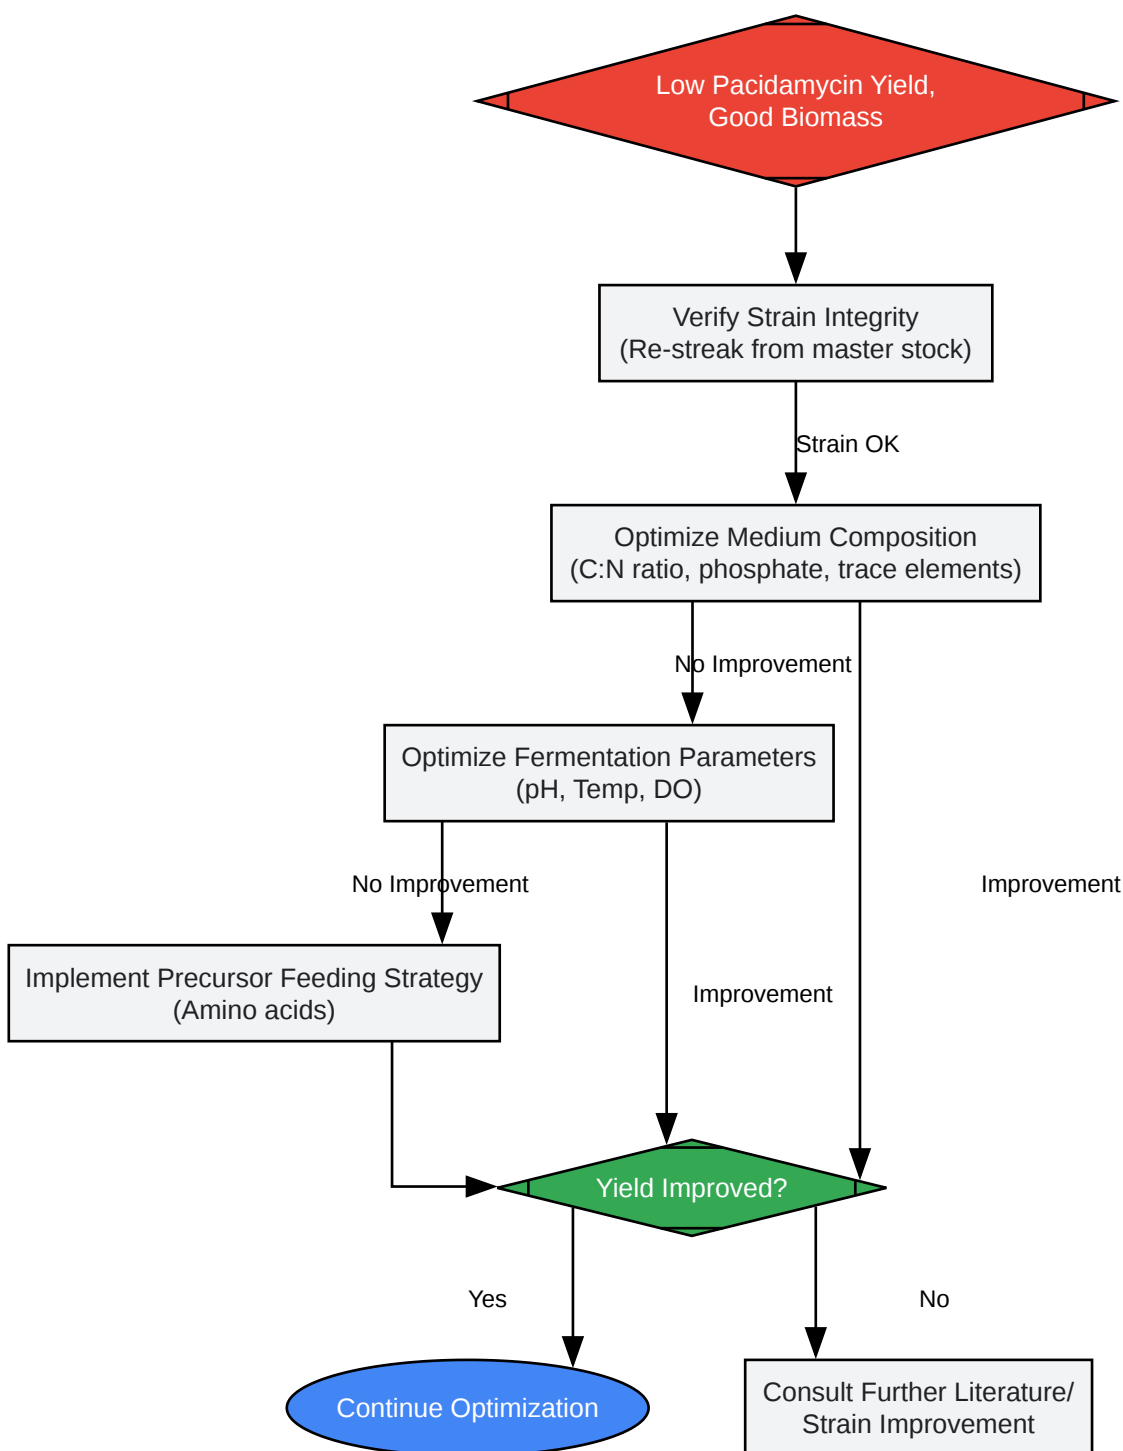 Low Pacidamycin Yield,
Good Biomass
Verify Strain Integrity
(Re-streak from master stock)
Strain OK
Optimize Medium Composition
(C:N ratio, phosphate, trace elements)
No Improvement
Optimize Fermentation Parameters
(pH, Temp, DO)
No Improvement
Improvement
Implement Precursor Feeding Strategy
(Amino acids)
Improvement
Yield Improved?
Yes
No
Continue Optimization
Consult Further Literature/
Strain Improvement